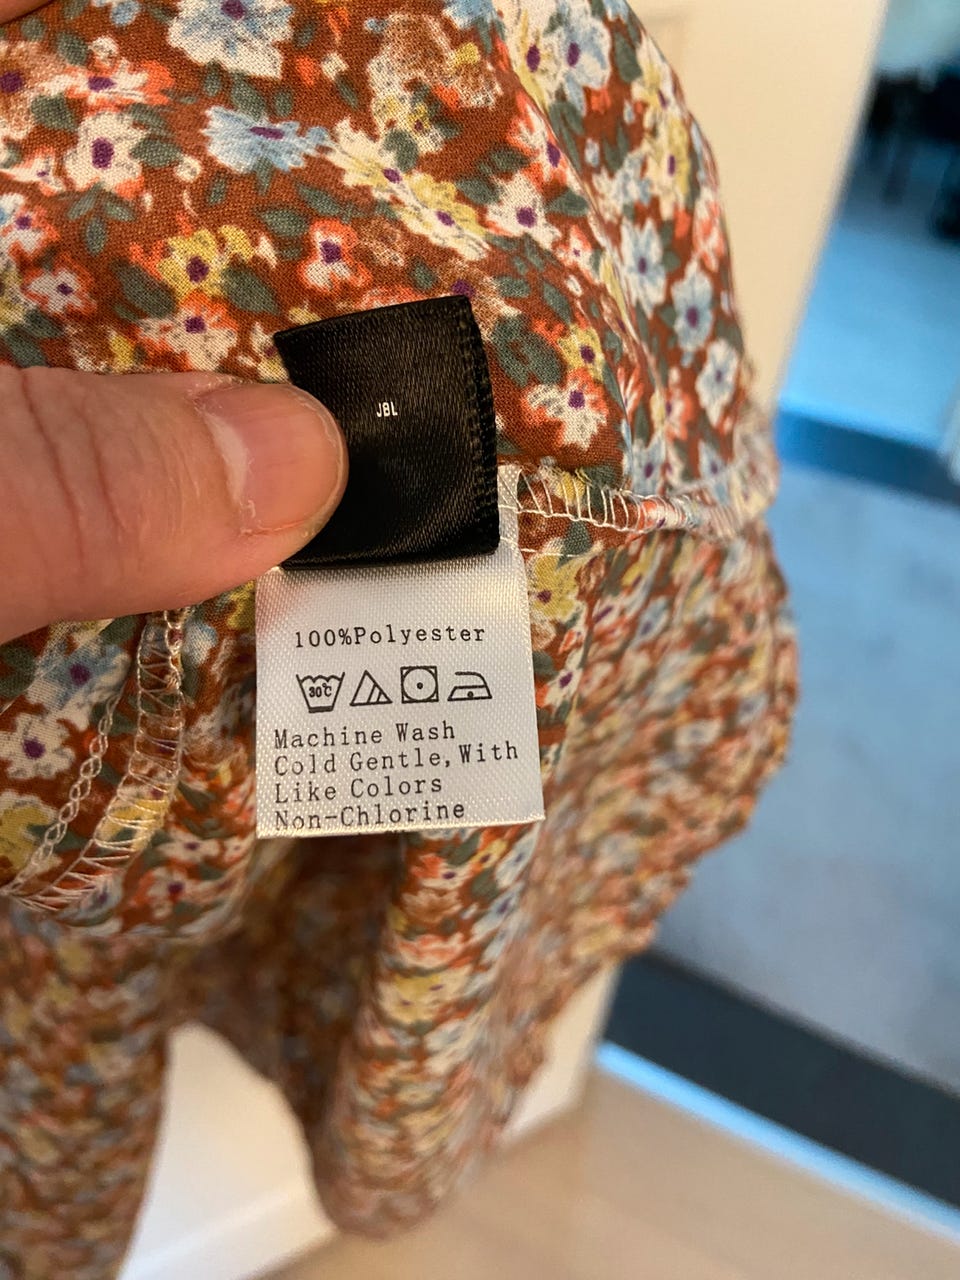 JBL
100%Polyester
30℃
Machine Wash
Cold Gentle, With
Like Colors
Non-Chlorine